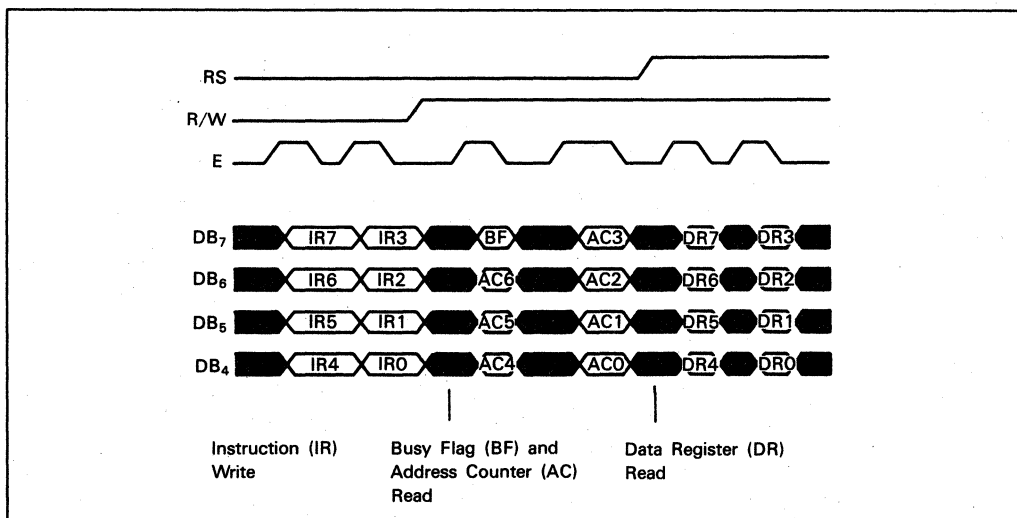 RS
R/W
E
DB₇ IR7 IR3 BF AC3 DR7 DR3
DB₆ IR6 IR2 AC6 AC2 DR6 DR2
DB₅ IR5 IR1 AC5 AC1 DR5 DR1
DB₄ IR4 IR0 AC4 AC0 DR4 DR0
Instruction (IR) Busy Flag (BF) and Data Register (DR)
Write Address Counter (AC) Read
Read